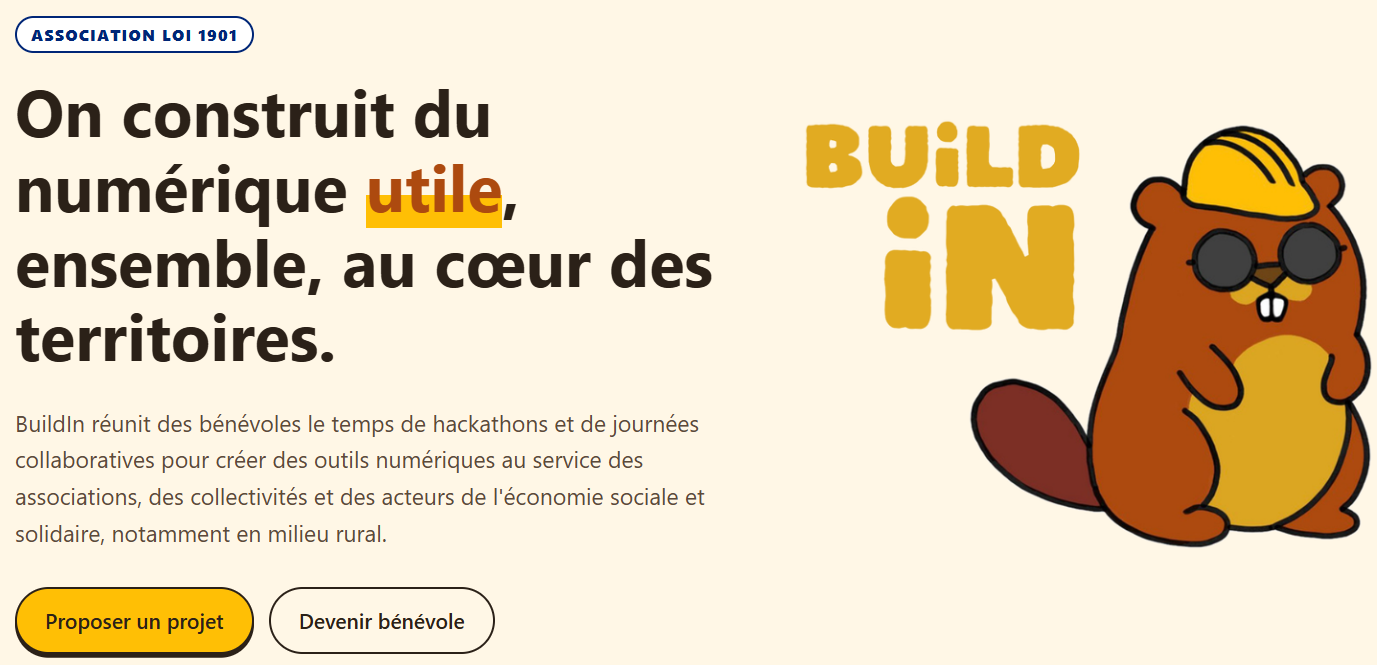 ASSOCIATION LOI 1901
On construit du
numérique utile,
ensemble, au cœur des
territoires.
BuildIn réunit des bénévoles le temps de hackathons et de journées
collaboratives pour créer des outils numériques au service des
associations, des collectivités et des acteurs de l'économie sociale et
solidaire, notamment en milieu rural.
Proposer un projet
Devenir bénévole
BUiLD
iN